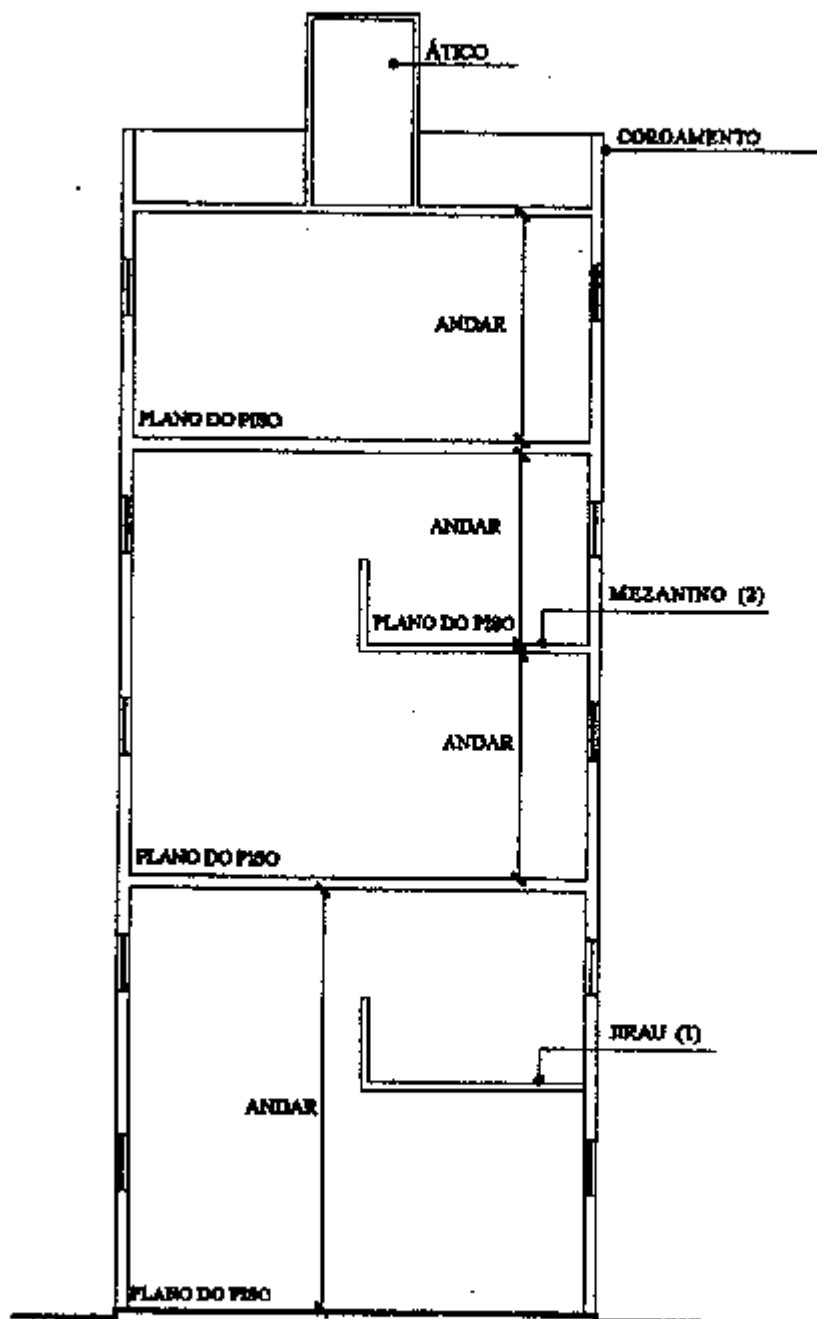 ÁTICO
COROAMENTO
ANDAR
PLANO DO PISO
ANDAR
MEZANINO (2)
PLANO DO PISO
ANDAR
PLANO DO PISO
JIRAU (1)
ANDAR
PLANO DO PISO